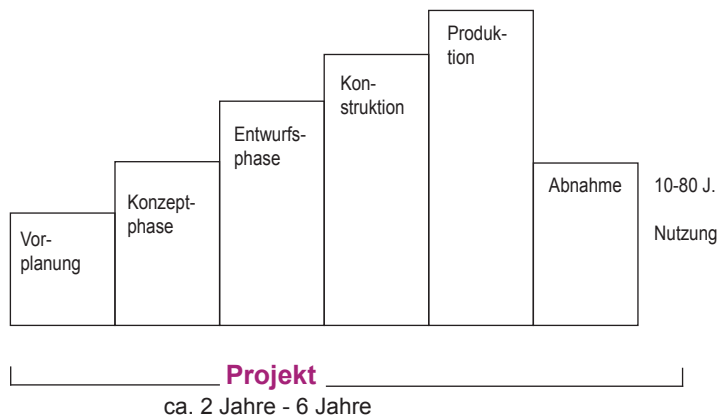 Vor-
planung
Konzept-
phase
Entwurfs-
phase
Kon-
struktion
Produk-
tion
Abnahme
10-80 J.
Nutzung
Projekt
ca. 2 Jahre - 6 Jahre